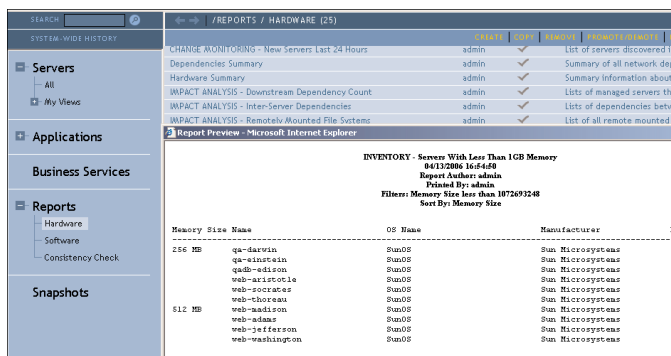 SEARCH
/REPORTS / HARDWARE (25)
SYSTEM-WIDE HISTORY
CREATE COPY REMOVE PROMOTE/DEMOTE
Servers
All
My Views
Applications
Business Services
Reports
Hardware
Software
Consistency Check
Snapshots
CHANGE MONITORING - New Servers Last 24 Hours admin List of servers discovered
Dependencies Summary admin Summary of all network de
Hardware Summary admin Summary Information about
IMPACT ANALYSIS - Downstream Dependency Count admin Lists of managed servers th
IMPACT ANALYSIS - Inter-Server Dependencies admin Lists of dependencies betw
IMPACT ANALYSIS - Remotely Mounted File Systems admin List of all remote mounted
Report Preview - Microsoft Internet Explorer
INVENTORY - Servers With Less Than 1GB Memory
04/13/2006 16:54:50
Report Author: admin
Printed By: admin
Filters: Memory Size less than 1072693248
Sort By: Memory Size
Memory Size Name OS Name Manufacturer
256 MB qa-darwin SunOS Sun Microsystems
qa-einstein SunOS Sun Microsystems
qadb-edison SunOS Sun Microsystems
web-aristotle SunOS Sun Microsystems
web-socrates SunOS Sun Microsystems
web-thoreau SunOS Sun Microsystems
512 MB web-madison SunOS Sun Microsystems
web-adams SunOS Sun Microsystems
web-jefferson SunOS Sun Microsystems
web-washington SunOS Sun Microsystems